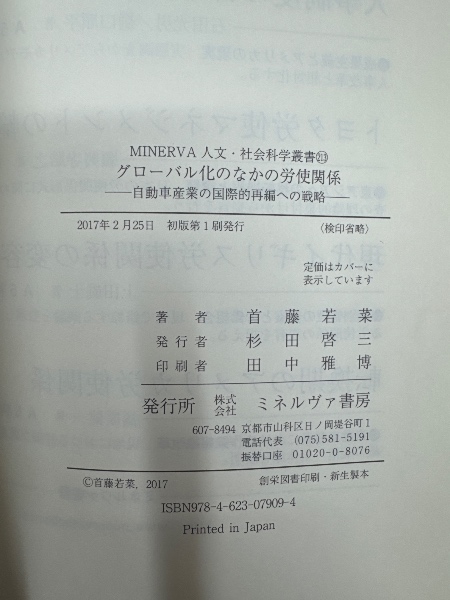 MINERVA 人文・社会科学叢書213
グローバル化のなかの労使関係
――自動車産業の国際的再編への戦略――
2017年2月25日　初版第1刷発行　〈検印省略〉
定価はカバーに
表示しています
著者　首藤若菜
発行者　杉田啓三
印刷者　田中雅博
発行所　株式会社　ミネルヴァ書房
607-8494 京都市山科区日ノ岡堤谷町1
電話代表 (075)581-5191
振替口座 01020-0-8076
©首藤若菜, 2017　創栄図書印刷・新生製本
ISBN978-4-623-07909-4
Printed in Japan